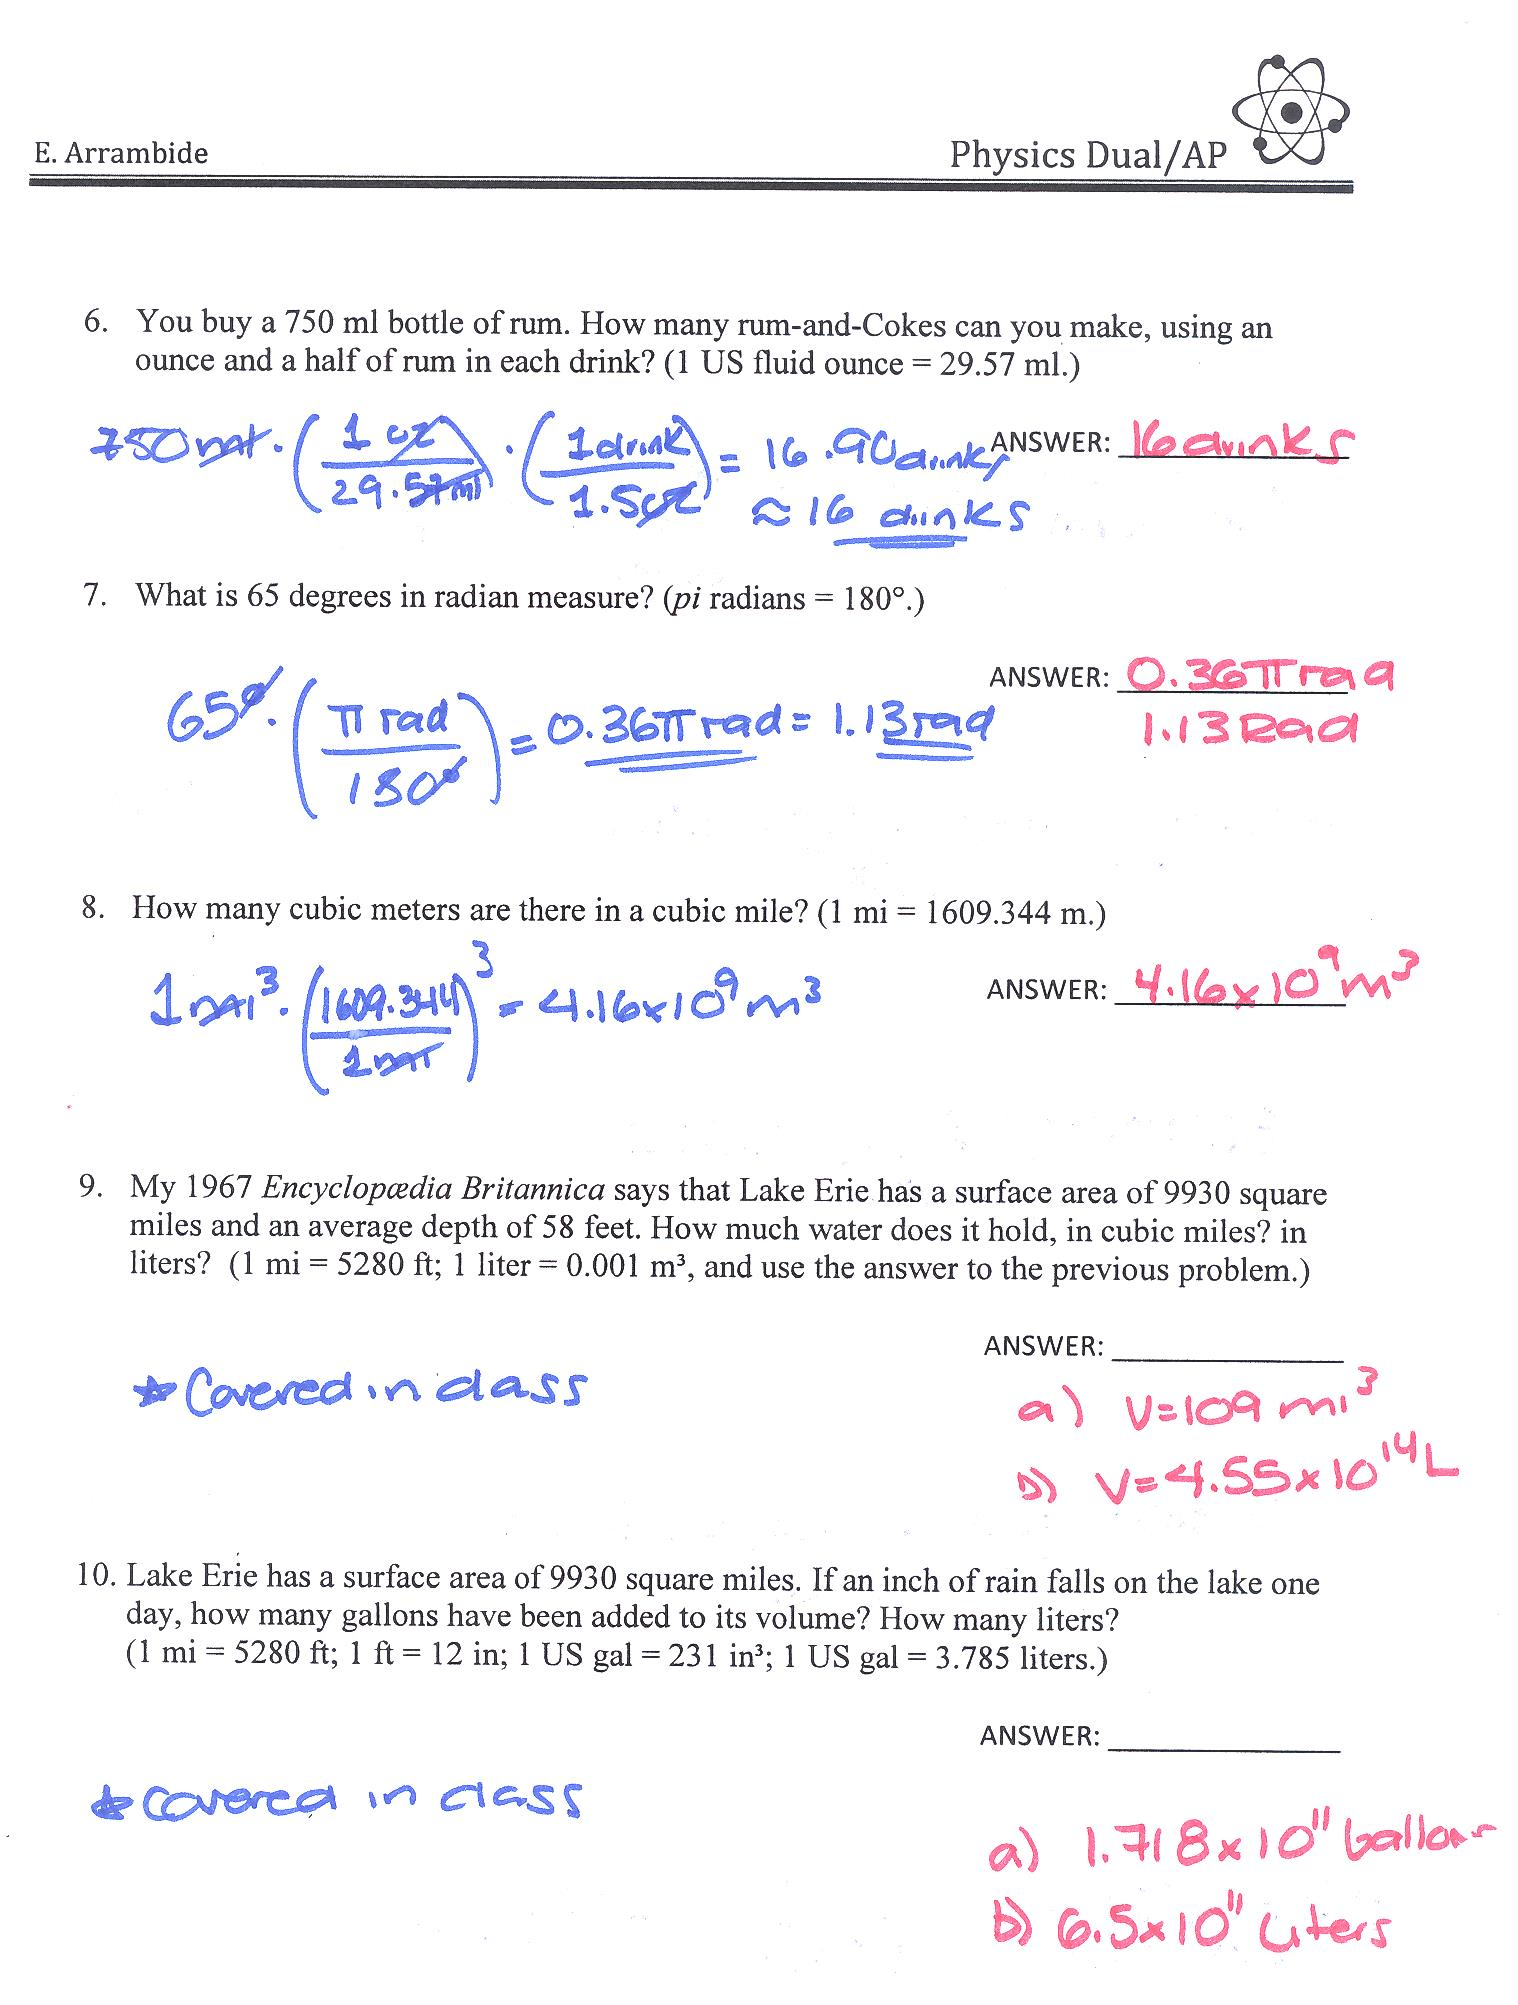 E. Arrambide
Physics Dual/AP
6. You buy a 750 ml bottle of rum. How many rum-and-Cokes can you make, using an
ounce and a half of rum in each drink? (1 US fluid ounce = 29.57 ml.)
750 ml · (1 oz / 29.57 ml) · (1 drink / 1.5 oz) = 16.90 drinks
≈ 16 drinks
ANSWER: 16 drinks
7. What is 65 degrees in radian measure? (pi radians = 180°.)
65° · (π rad / 180°) = 0.36π rad = 1.13 rad
ANSWER: 0.36π rad
1.13 Rad
8. How many cubic meters are there in a cubic mile? (1 mi = 1609.344 m.)
1 mi³ · (1609.344 / 1 mi)³ = 4.16x10⁹ m³
ANSWER: 4.16x10⁹ m³
9. My 1967 Encyclopædia Britannica says that Lake Erie has a surface area of 9930 square
miles and an average depth of 58 feet. How much water does it hold, in cubic miles? in
liters? (1 mi = 5280 ft; 1 liter = 0.001 m³, and use the answer to the previous problem.)
ANSWER:
* Covered in class
a) V=109 mi³
b) V=4.55x10¹⁴ L
10. Lake Erie has a surface area of 9930 square miles. If an inch of rain falls on the lake one
day, how many gallons have been added to its volume? How many liters?
(1 mi = 5280 ft; 1 ft = 12 in; 1 US gal = 231 in³; 1 US gal = 3.785 liters.)
ANSWER:
* Covered in class
a) 1.718x10¹¹ Gallons
b) 6.5x10¹¹ Liters